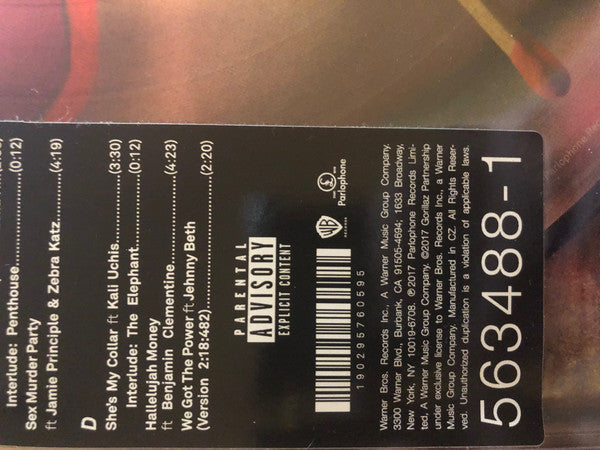 Interlude: Penthouse..................(0:12)
Sex Murder Party
ft Jamie Principle & Zebra Katz......(4:19)
D
She's My Collar ft Kali Uchis...............(3:30)
Interlude: The Elephant..............(0:12)
Hallelujah Money
ft Benjamin Clementine..................(4:23)
We Got The Power ft Jehnny Beth
(Version 2:18:482)...........................(2:20)
PARENTAL
ADVISORY
EXPLICIT CONTENT
WB
RECORDS
£
Parlophone
190295760595
Warner Bros. Records Inc., A Warner Music Group Company,
3300 Warner Blvd., Burbank, CA 91505-4694; 1633 Broadway,
New York, NY 10019-6708. ℗ 2017 Parlophone Records Limi-
ted, A Warner Music Group Company. ©2017 Gorillaz Partnership
under exclusive license to Warner Bros. Records Inc., a Warner
Music Group Company. Manufactured in CZ. All Rights Reser-
ved. Unauthorized duplication is a violation of applicable laws.
563488-1